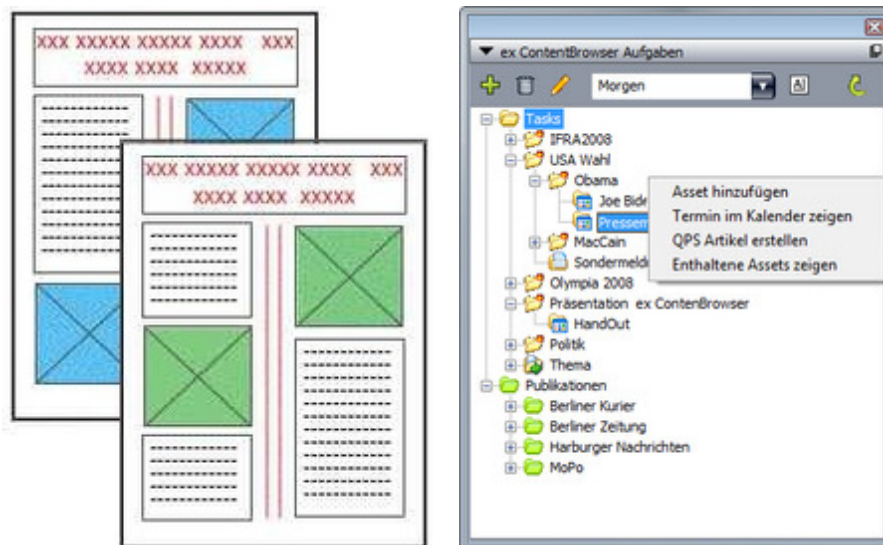 XXX XXXXX XXXXX XXXX XXX
XXXX XXXX XXXXX
XXX XXXXX XXXXX XXXX XXX
XXXX XXXX XXXXX
ex ContentBrowser Aufgaben
Morgen
Tasks
IFRA2008
USA Wahl
Obama
Joe
MacCain
Olympia 2008
Präsentation ex ContenBrowser
HandOut
Politik
Thema
Publikationen
Berliner Kurier
Berliner Zeitung
Harburger Nachrichten
MoPo
Asset hinzufügen
Termin im Kalender zeigen
QPS Artikel erstellen
Enthaltene Assets zeigen